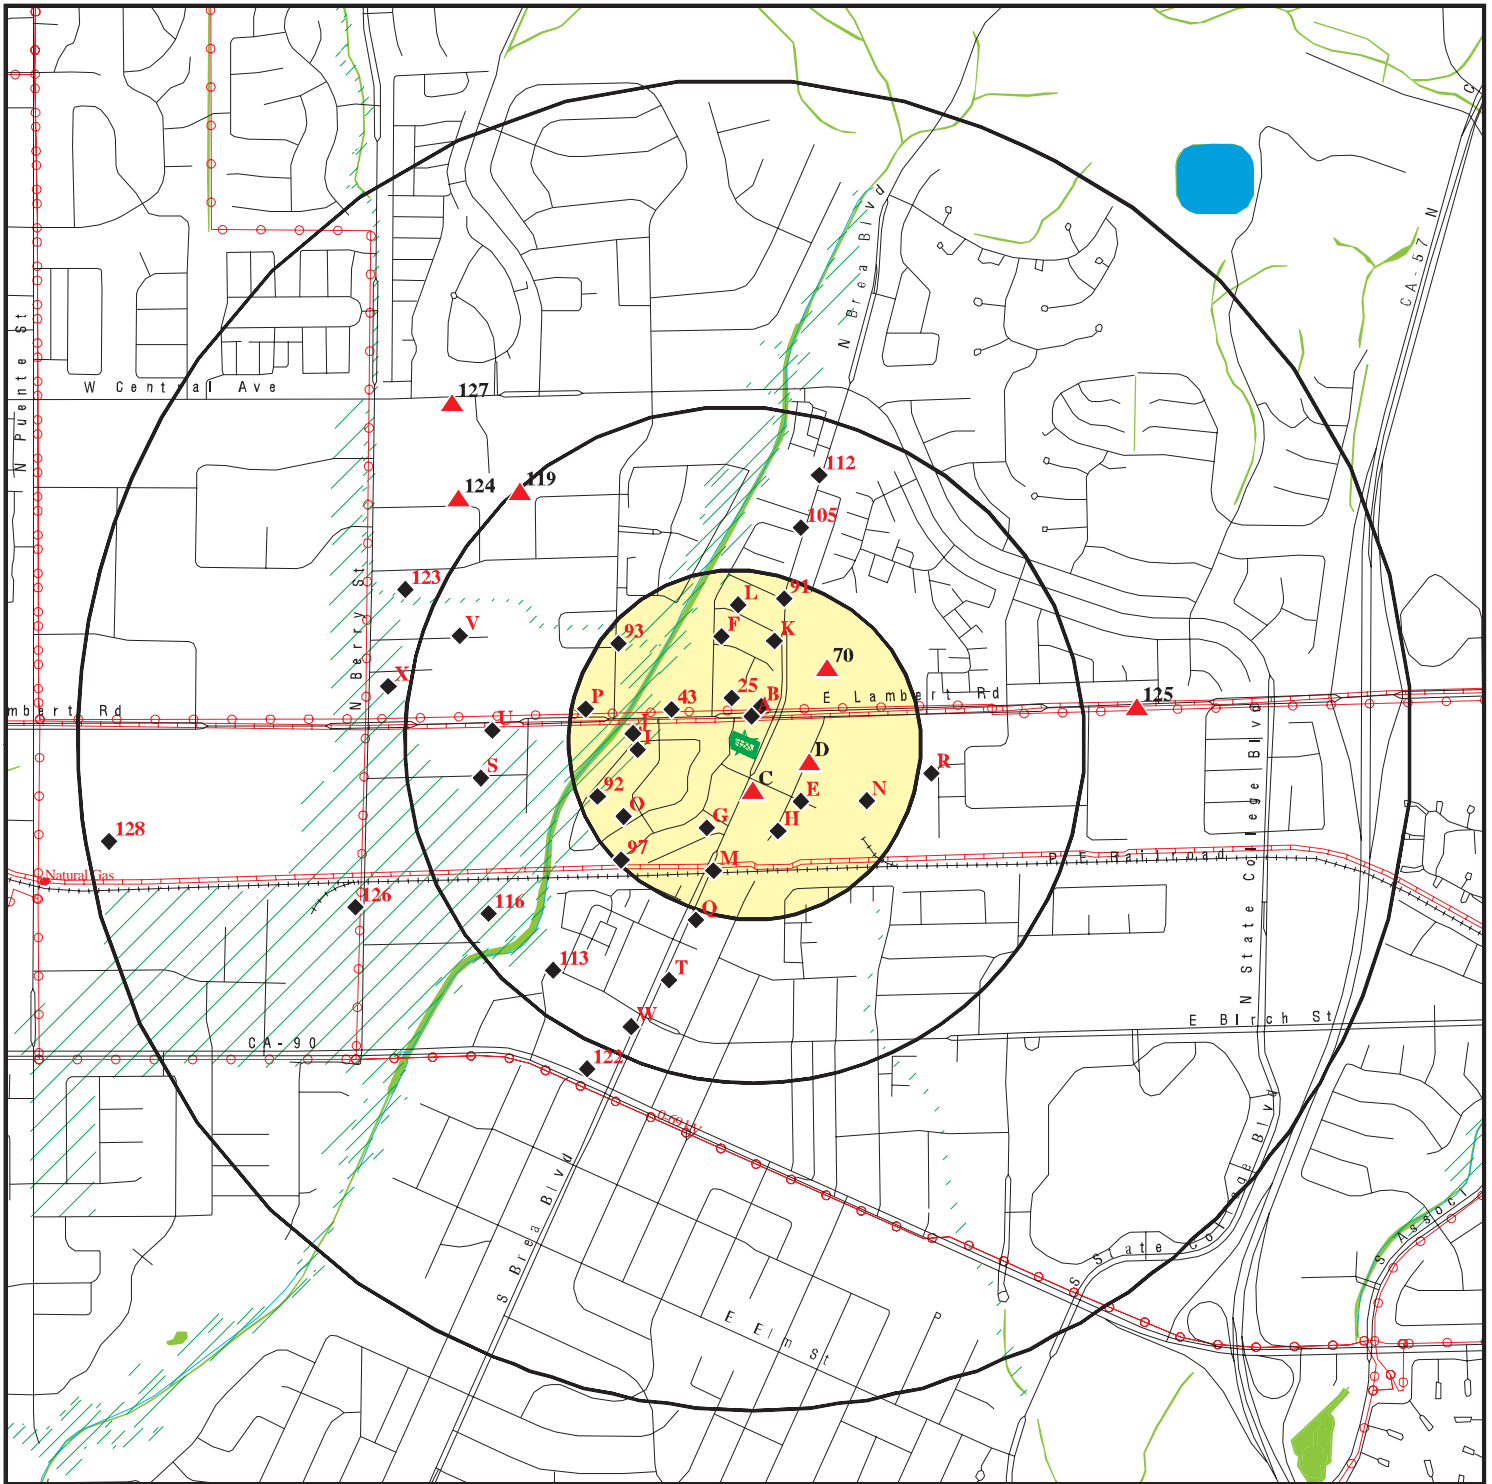 CA-57 N
N Brea Blvd
N Puente St
W Central Ave
127
112
124
119
105
N Berry St
123
L
91
V
F
K
93
70
X
25
B
P
43
A
E Lambert Rd
125
mbert Rd
U
J
I
D
S
C
R
92
E
N
O
G
H
128
97
M
P E Railroad
Natural Gas
126
116
Q
N State College Blvd
113
T
W
E Birch St
CA-90
122
S Brea Blvd
S State College Blvd
S Associ
E Elm St
P